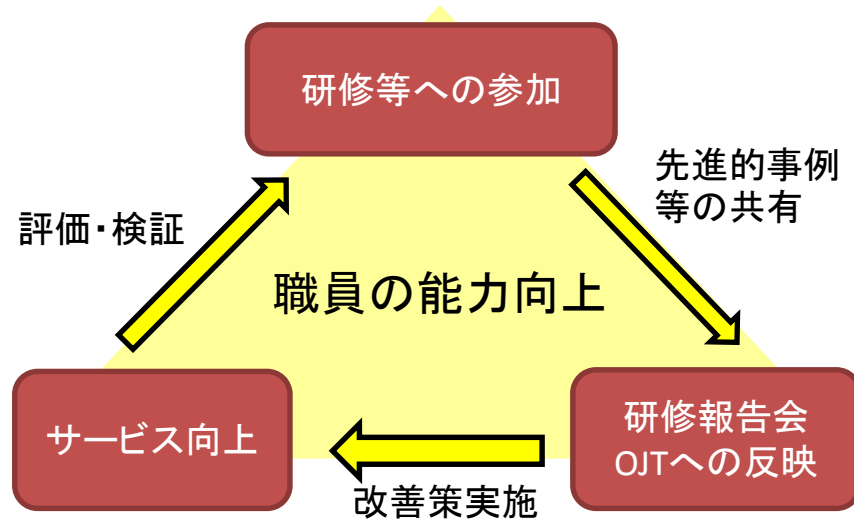 研修等への参加
先進的事例
等の共有
評価・検証
職員の能力向上
サービス向上
研修報告会
OJTへの反映
改善策実施